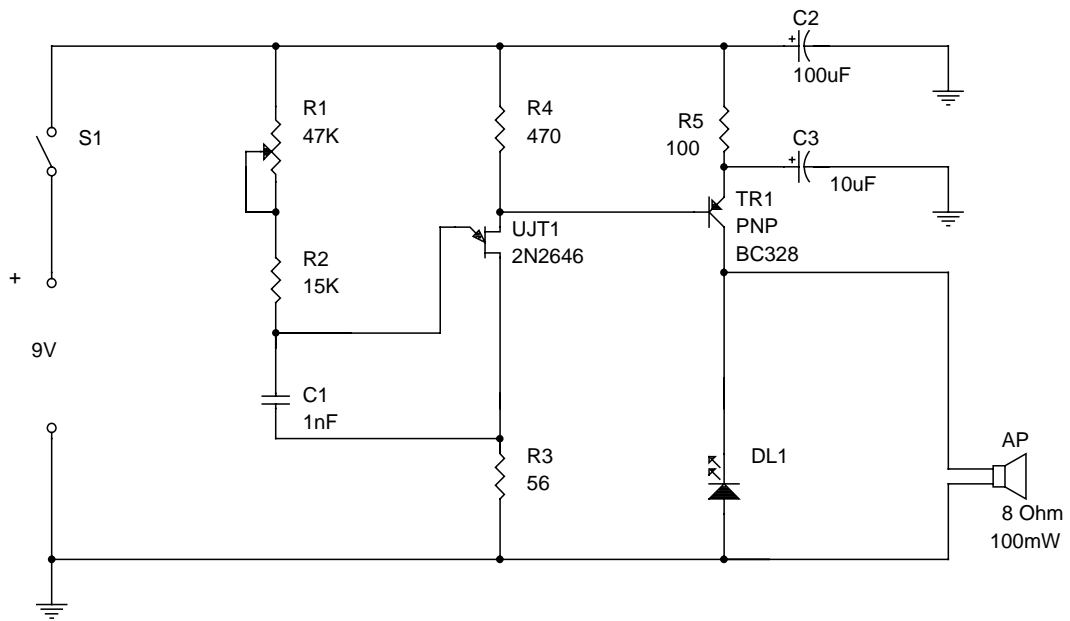 C2
100uF
R1
47K
R4
470
R5
100
C3
10uF
S1
TR1
PNP
BC328
UJT1
2N2646
R2
15K
+
9V
C1
1nF
R3
56
DL1
AP
8 Ohm
100mW
+
+